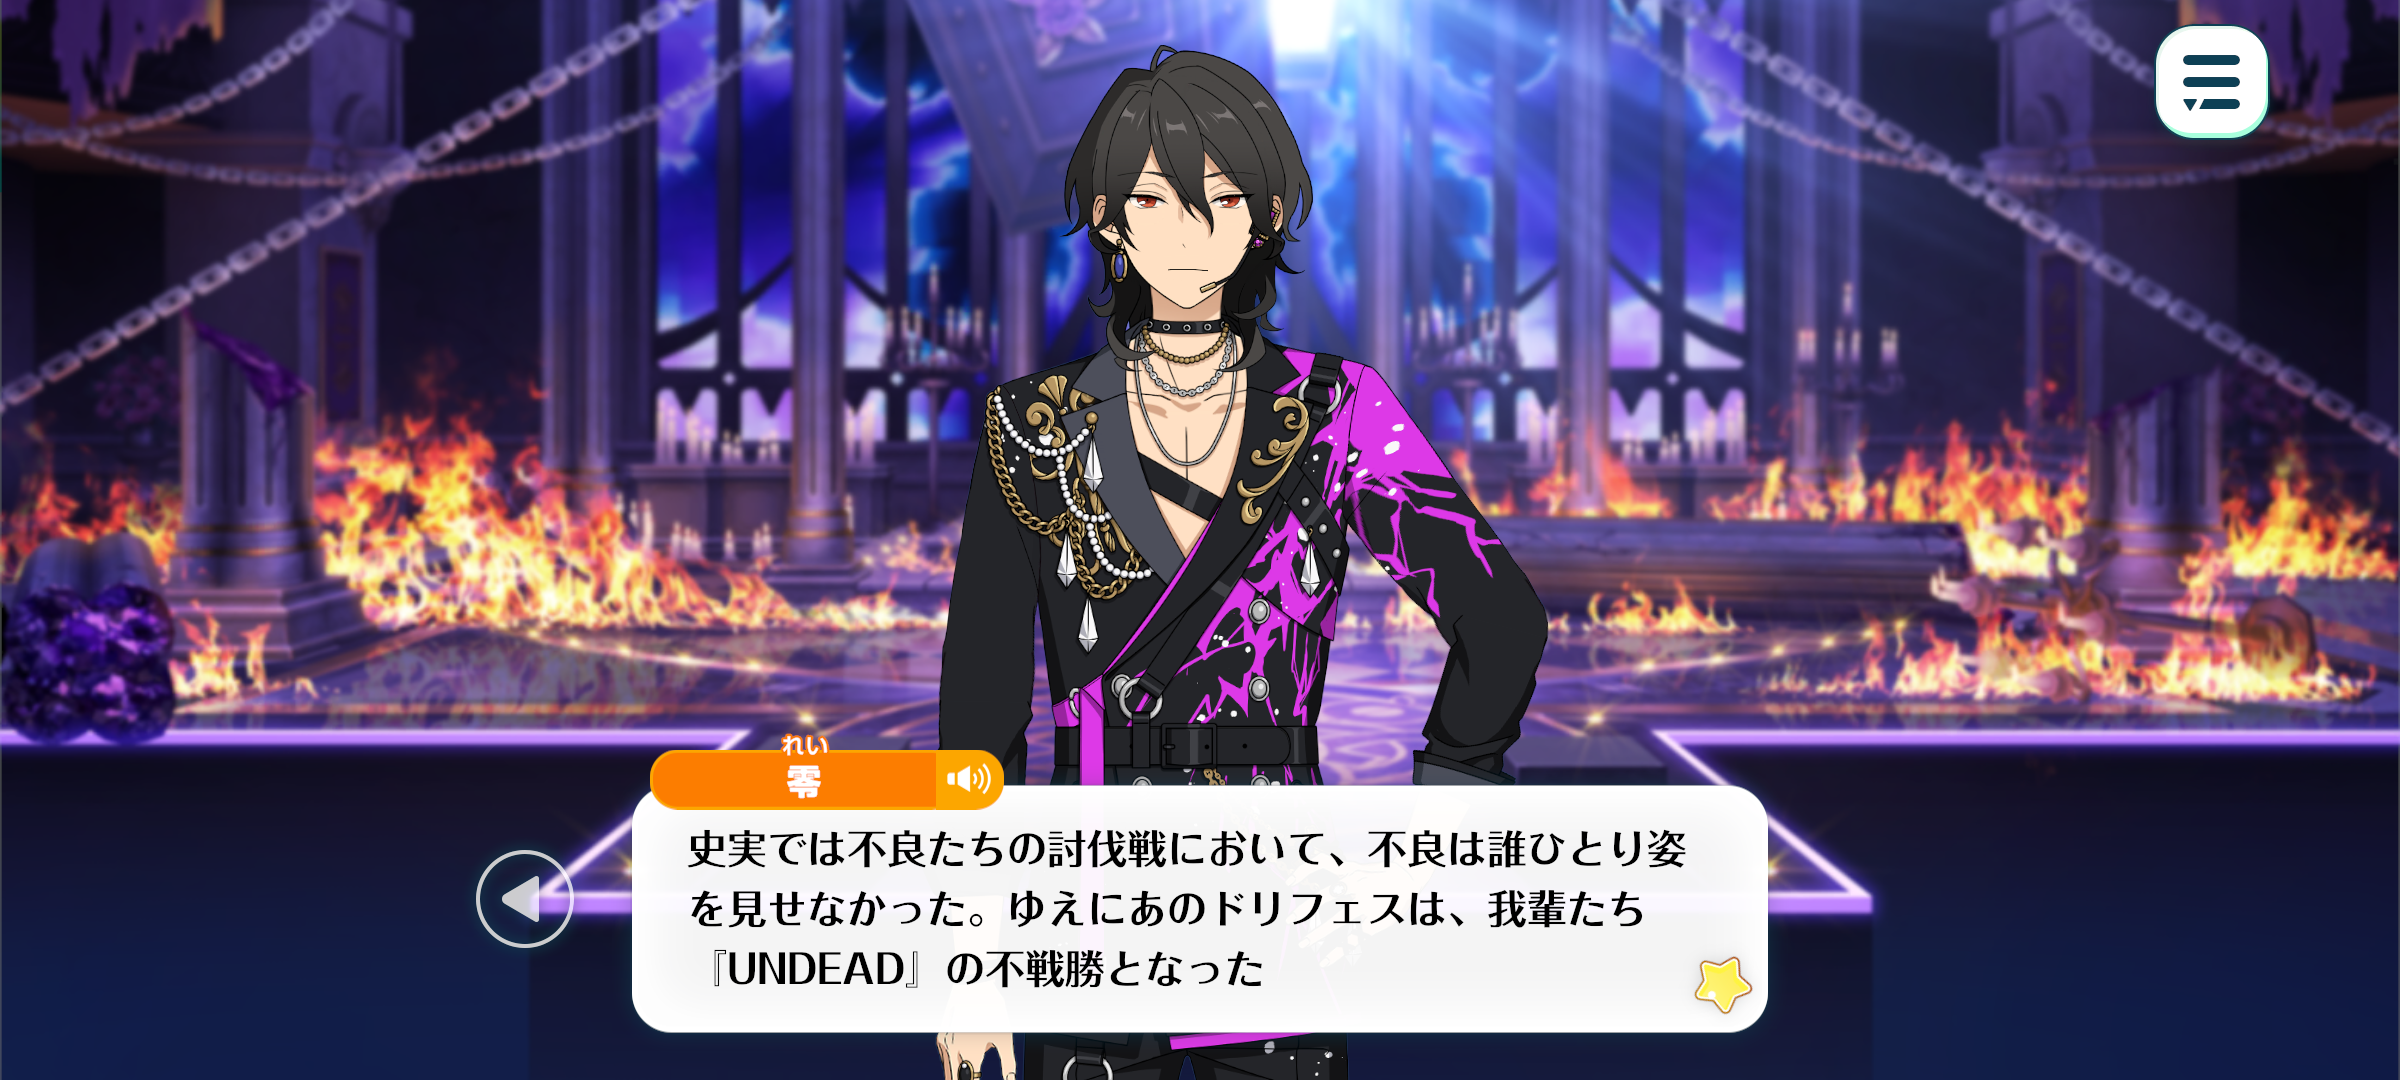 れい
零
史実では不良たちの討伐戦において、不良は誰ひとり姿
を見せなかった。ゆえにあのドリフェスは、我輩たち
『UNDEAD』の不戦勝となった